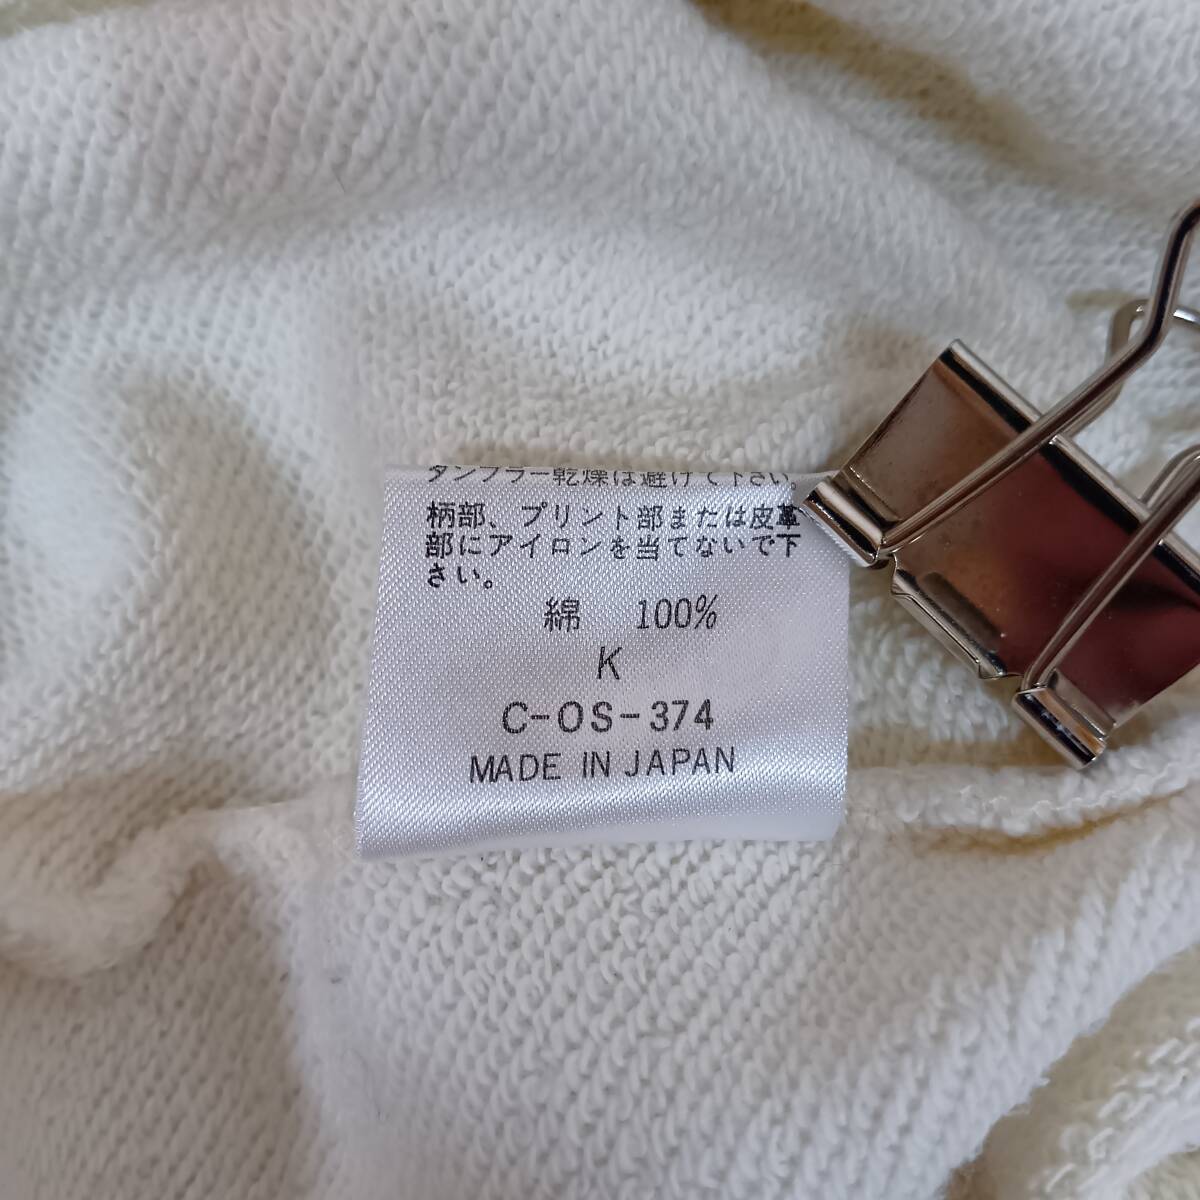 タンブラー乾燥は避けて下さい。
柄部、プリント部または皮革
部にアイロンを当てないで下
さい。
綿 100%
K
C-OS-374
MADE IN JAPAN